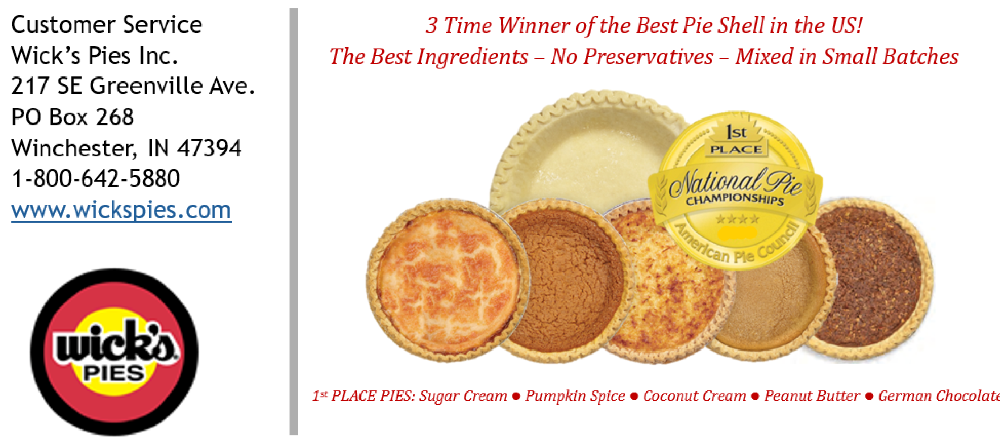 Customer Service
Wick’s Pies Inc.
217 SE Greenville Ave.
PO Box 268
Winchester, IN 47394
1-800-642-5880
www.wickspies.com
wick's®
PIES
3 Time Winner of the Best Pie Shell in the US!
The Best Ingredients – No Preservatives – Mixed in Small Batches
1st
PLACE
National Pie
CHAMPIONSHIPS
American Pie Council
1st PLACE PIES: Sugar Cream ● Pumpkin Spice ● Coconut Cream ● Peanut Butter ● German Chocolate